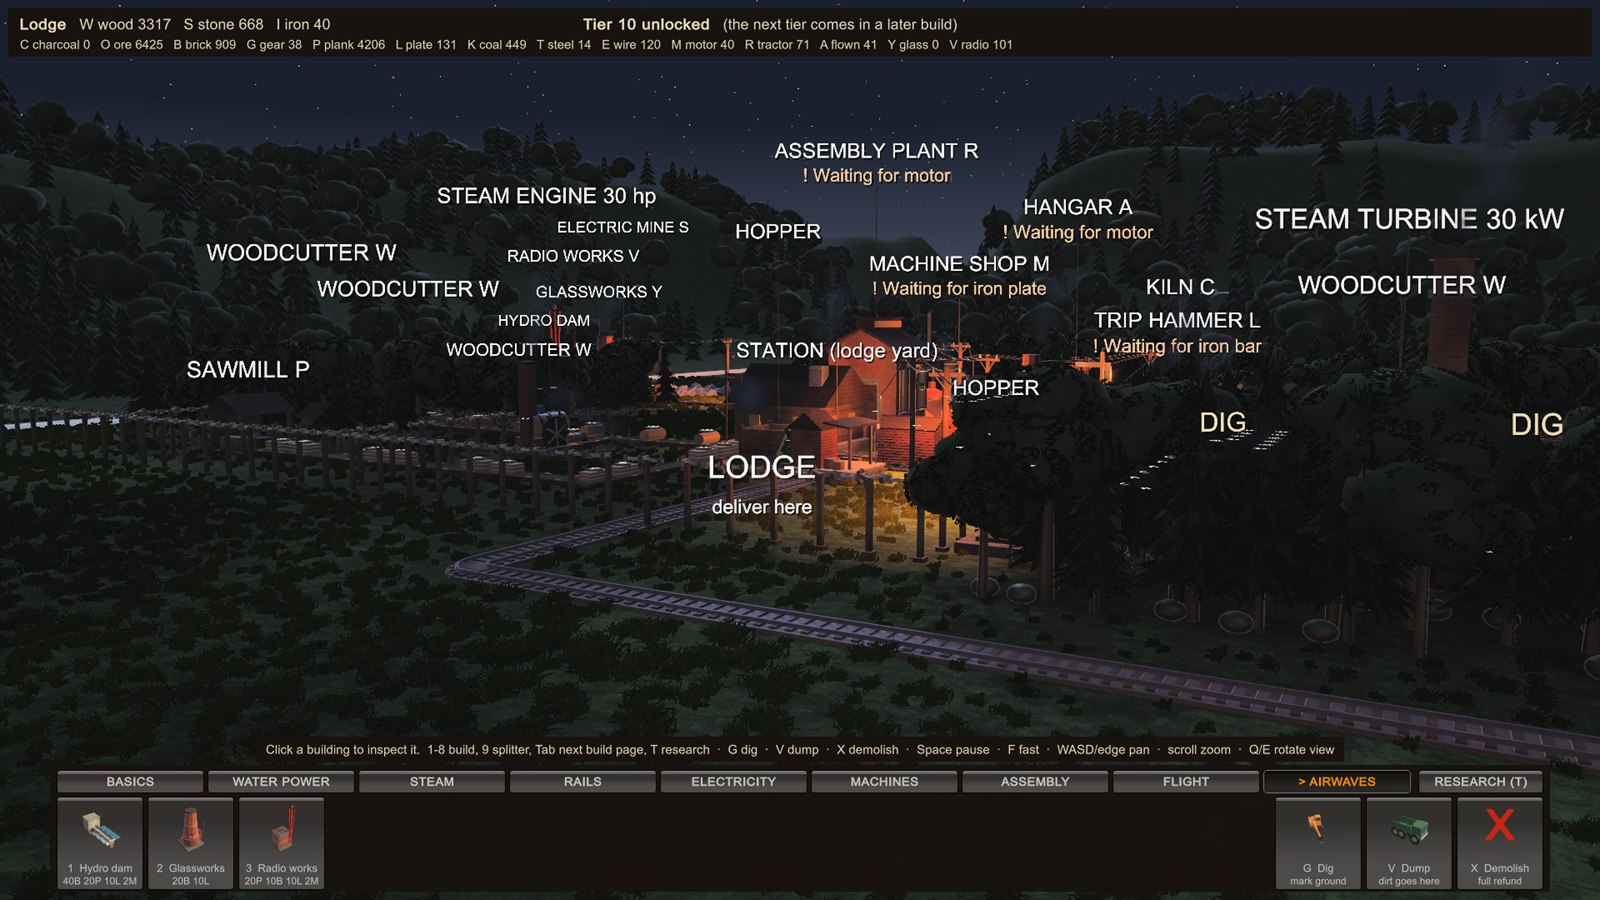 Lodge W wood 3317 S stone 668 I iron 40
Tier 10 unlocked (the next tier comes in a later build)
C charcoal 0 O ore 6425 B brick 909 G gear 38 P plank 4206 L plate 131 K coal 449 T steel 14 E wire 120 M motor 40 R tractor 71 A flown 41 Y glass 0 V radio 101
ASSEMBLY PLANT R
! Waiting for motor
STEAM ENGINE 30 hp
HANGAR A
! Waiting for motor
STEAM TURBINE 30 kW
ELECTRIC MINE S
HOPPER
WOODCUTTER W
RADIO WORKS V
MACHINE SHOP M
! Waiting for iron plate
WOODCUTTER W
GLASSWORKS Y
KILN C
WOODCUTTER W
HYDRO DAM
TRIP HAMMER L
! Waiting for iron bar
WOODCUTTER W
STATION (lodge yard)
SAWMILL P
HOPPER
DIG
DIG
LODGE
deliver here
Click a building to inspect it. 1-8 build, 9 splitter, Tab next build page, T research · G dig · V dump · X demolish · Space pause · F fast · WASD/edge pan · scroll zoom · Q/E rotate view
BASICS WATER POWER STEAM RAILS ELECTRICITY MACHINES ASSEMBLY FLIGHT > AIRWAVES RESEARCH (T)
X
1 Hydro dam
40B 20P 10L 2M
2 Glassworks
20B 10L
3 Radio works
20P 10B 10L 2M
G Dig
mark ground
V Dump
dirt goes here
X Demolish
full refund